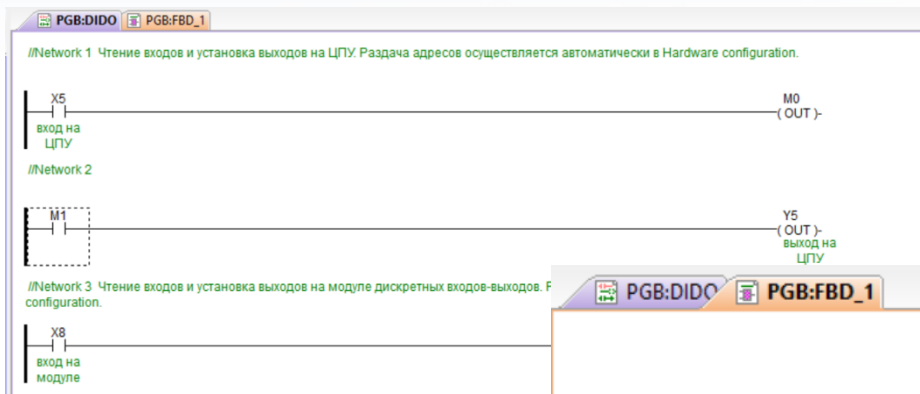 PGB:DIDO PGB:FBD_1
//Network 1 Чтение входов и установка выходов на ЦПУ. Раздача адресов осуществляется автоматически в Hardware configuration.
X5 M0
( OUT )-
вход на
ЦПУ
//Network 2
M1 Y5
( OUT )-
выход на
ЦПУ
//Network 3 Чтение входов и установка выходов на модуле дискретных входов-выходов.
configuration.
X8
вход на
модуле
PGB:DIDO PGB:FBD_1